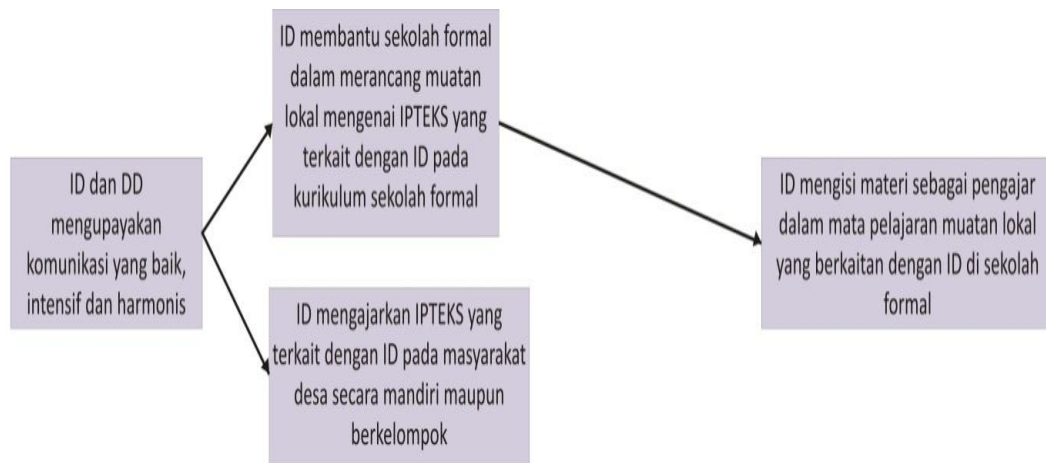 ID dan DD
mengupayakan
komunikasi yang baik,
intensif dan harmonis
ID membantu sekolah formal
dalam merancang muatan
lokal mengenai IPTEKS yang
terkait dengan ID pada
kurikulum sekolah formal
ID mengajarkan IPTEKS yang
terkait dengan ID pada masyarakat
desa secara mandiri maupun
berkelompok
ID mengisi materi sebagai pengajar
dalam mata pelajaran muatan lokal
yang berkaitan dengan ID di sekolah
formal